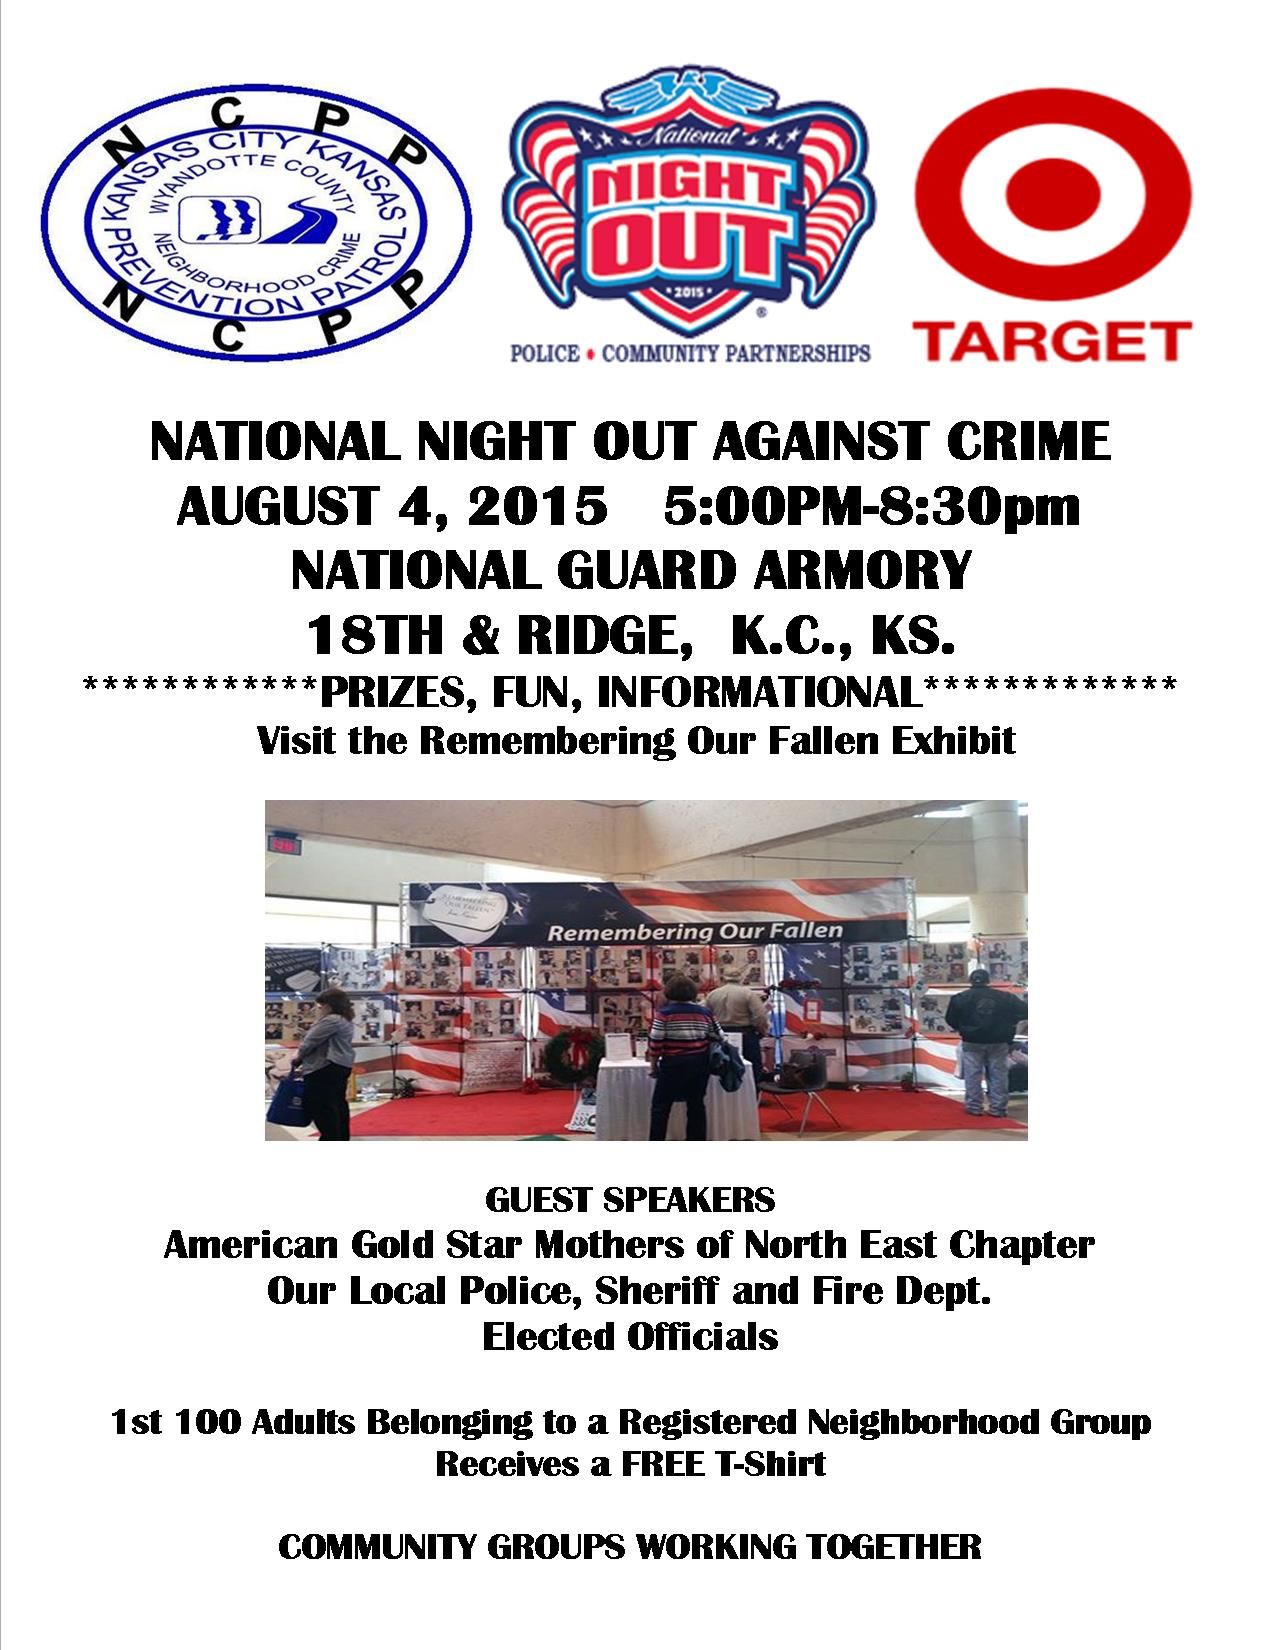 N C P P
KANSAS CITY KANSAS
WYANDOTTE COUNTY
NEIGHBORHOOD CRIME
PREVENTION PATROL
N C P P
National
NIGHT
OUT
• 2015 •
®
POLICE • COMMUNITY PARTNERSHIPS
TARGET
NATIONAL NIGHT OUT AGAINST CRIME
AUGUST 4, 2015 5:00PM-8:30pm
NATIONAL GUARD ARMORY
18TH & RIDGE, K.C., KS.
************PRIZES, FUN, INFORMATIONAL*************
Visit the Remembering Our Fallen Exhibit
REMEMBERING
OUR FALLEN
Remembering Our Fallen
GUEST SPEAKERS
American Gold Star Mothers of North East Chapter
Our Local Police, Sheriff and Fire Dept.
Elected Officials
1st 100 Adults Belonging to a Registered Neighborhood Group
Receives a FREE T-Shirt
COMMUNITY GROUPS WORKING TOGETHER